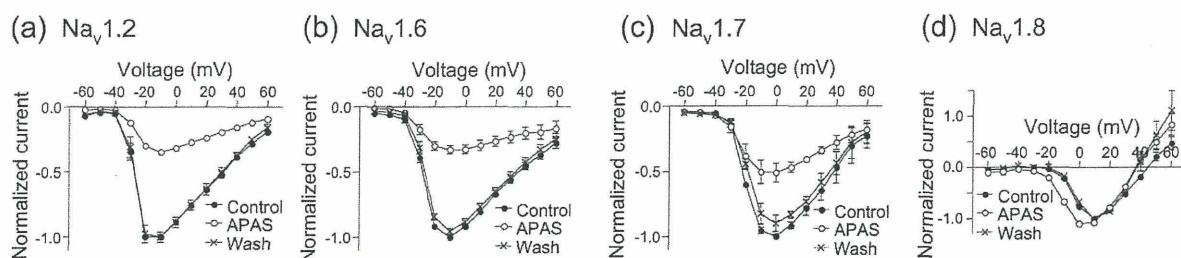 (a) Nav1.2
Voltage (mV)
-60 -40 -20 0 20 40 60
Normalized current
0.0
-0.5
-1.0
Control
APAS
Wash
(b) Nav1.6
Voltage (mV)
-60 -40 -20 0 20 40 60
Normalized current
0.0
-0.5
-1.0
Control
APAS
Wash
(c) Nav1.7
Voltage (mV)
-60 -40 -20 0 20 40 60
Normalized current
0.0
-0.5
-1.0
Control
APAS
Wash
(d) Nav1.8
Normalized current
1.0
Voltage (mV)
0.0
-60 -40 -20 0 20 40 60
-1.0
Control
APAS
Wash